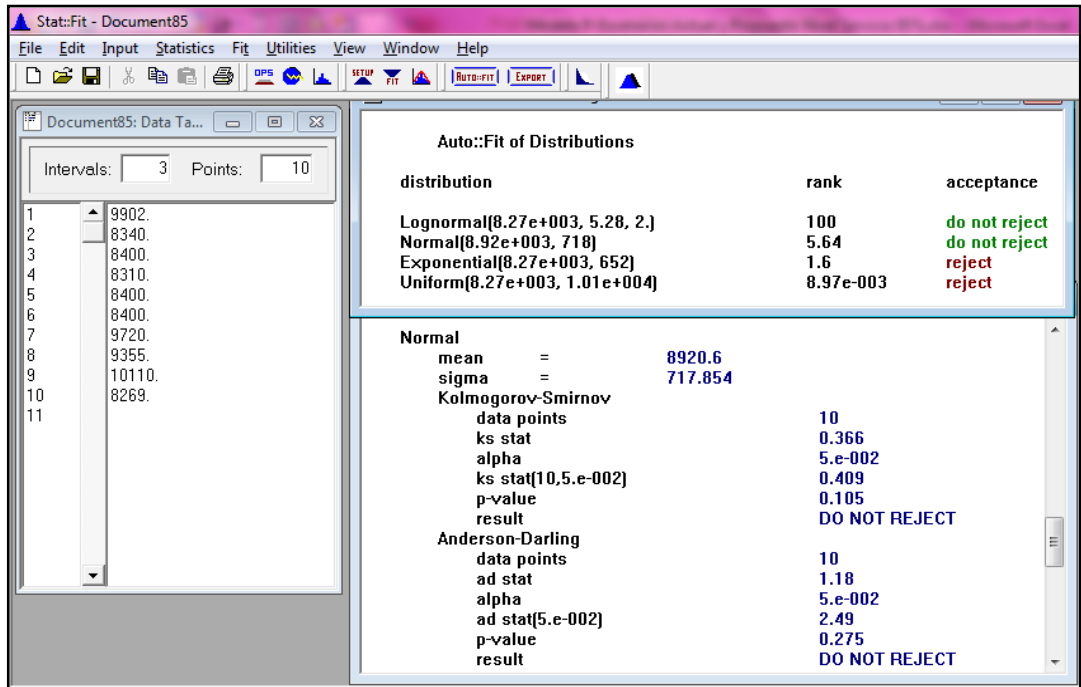 Stat::Fit - Document85
File Edit Input Statistics Fit Utilities View Window Help
OPS SETUP FIT AUTO::FIT EXPORT
Document85: Data Ta...
Intervals: 3 Points: 10
1 9902.
2 8340.
3 8400.
4 8310.
5 8400.
6 8400.
7 9720.
8 9355.
9 10110.
10 8269.
11
Auto::Fit of Distributions
distribution rank acceptance
Lognormal(8.27e+003, 5.28, 2.) 100 do not reject
Normal(8.92e+003, 718) 5.64 do not reject
Exponential(8.27e+003, 652) 1.6 reject
Uniform(8.27e+003, 1.01e+004) 8.97e-003 reject
Normal
mean = 8920.6
sigma = 717.854
Kolmogorov-Smirnov
data points 10
ks stat 0.366
alpha 5.e-002
ks stat(10,5.e-002) 0.409
p-value 0.105
result DO NOT REJECT
Anderson-Darling
data points 10
ad stat 1.18
alpha 5.e-002
ad stat(5.e-002) 2.49
p-value 0.275
result DO NOT REJECT